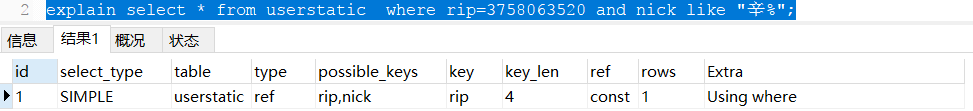 2 explain select * from userstatic  where rip=3758063520 and nick like "辛%";
信息 结果1 概况 状态
id select_type table type possible_keys key key_len ref rows Extra
1 SIMPLE userstatic ref rip,nick rip 4 const 1 Using where